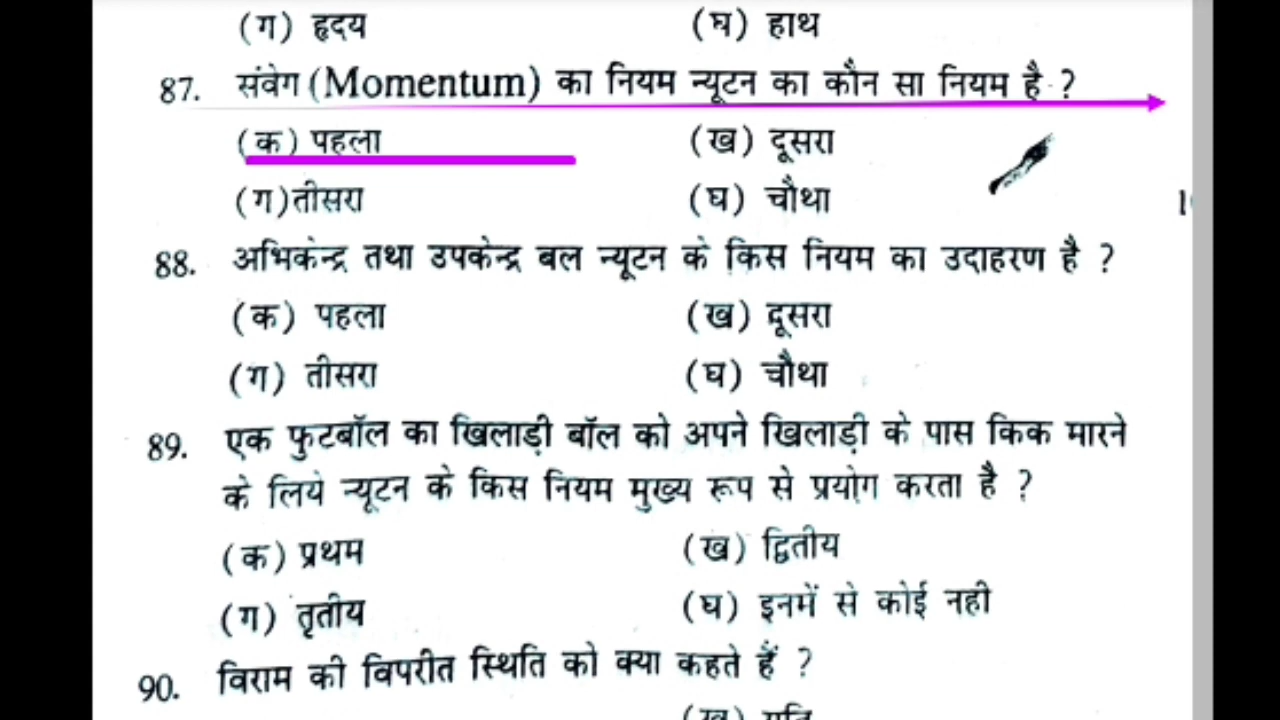 (ग) हृदय (घ) हाथ
87. संवेग (Momentum) का नियम न्यूटन का कौन सा नियम है ?
(क) पहला (ख) दूसरा
(ग)तीसरा (घ) चौथा
88. अभिकेन्द्र तथा उपकेन्द्र बल न्यूटन के किस नियम का उदाहरण है ?
(क) पहला (ख) दूसरा
(ग) तीसरा (घ) चौथा
89. एक फुटबॉल का खिलाड़ी बॉल को अपने खिलाड़ी के पास किक मारने
के लिये न्यूटन के किस नियम मुख्य रूप से प्रयोग करता है ?
(क) प्रथम (ख) द्वितीय
(ग) तृतीय (घ) इनमें से कोई नही
90. विराम की विपरीत स्थिति को क्या कहते हैं ?